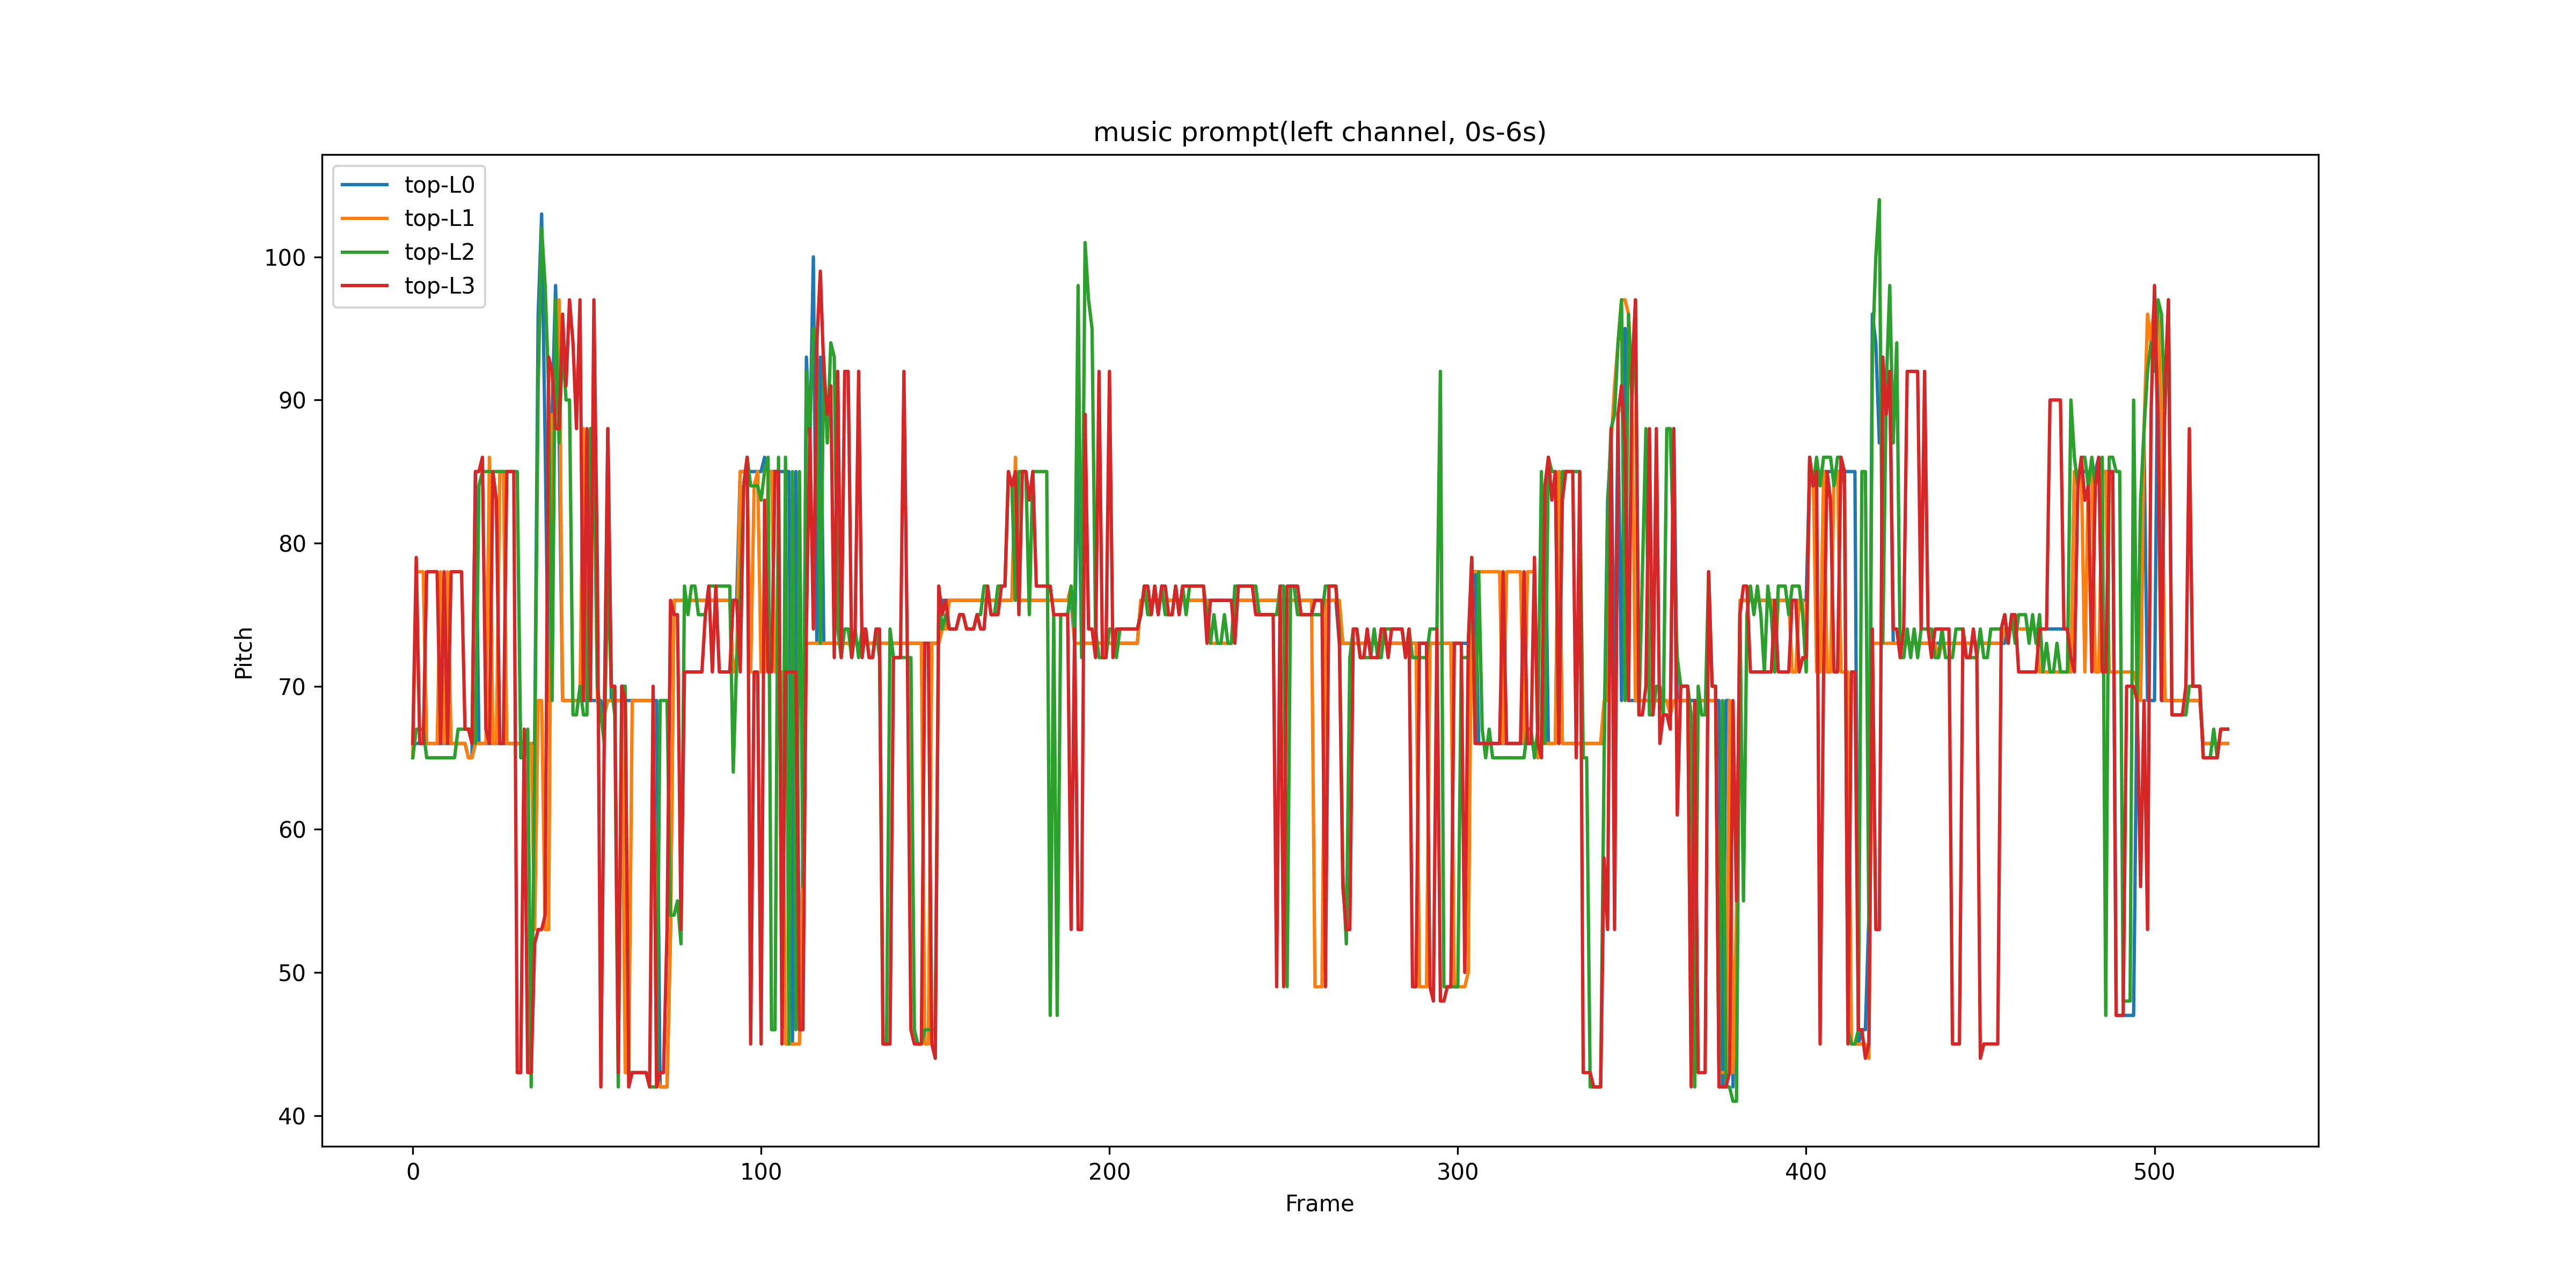 music prompt(left channel, 0s-6s)
top-L0
top-L1
top-L2
top-L3
100
90
80
70
60
50
40
Pitch
0 100 200 300 400 500
Frame